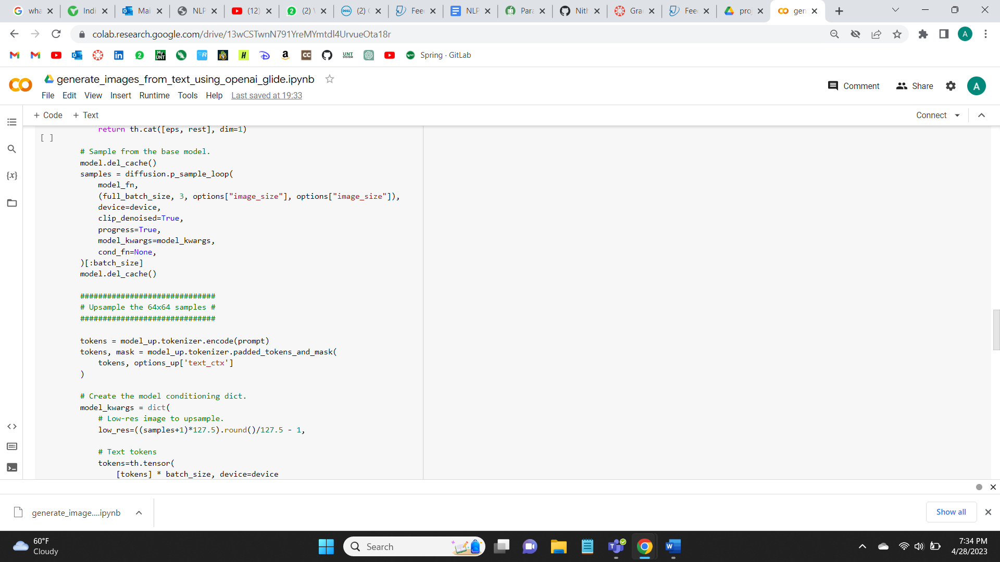 wha
Indi
Mai
NLP
(12)
(2) \
(2)
Fee
NLP
Para
Nith
Gra
Fee
pro
gen
colab.research.google.com/drive/13wCSTwnN791YreMYmtdl4UrvueOta18r
A
Spring · GitLab
generate_images_from_text_using_openai_glide.ipynb
Comment
Share
A
File Edit View Insert Runtime Tools Help Last saved at 19:33
+ Code + Text
Connect
return th.cat([eps, rest], dim=1)
[ ]
# Sample from the base model.
model.del_cache()
samples = diffusion.p_sample_loop(
model_fn,
(full_batch_size, 3, options["image_size"], options["image_size"]),
device=device,
clip_denoised=True,
progress=True,
model_kwargs=model_kwargs,
cond_fn=None,
)[:batch_size]
model.del_cache()
##############################
# Upsample the 64x64 samples #
##############################
tokens = model_up.tokenizer.encode(prompt)
tokens, mask = model_up.tokenizer.padded_tokens_and_mask(
tokens, options_up['text_ctx']
)
# Create the model conditioning dict.
model_kwargs = dict(
# Low-res image to upsample.
low_res=((samples+1)*127.5).round()/127.5 - 1,
# Text tokens
tokens=th.tensor(
[tokens] * batch_size, device=device
generate_image....ipynb
Show all
60°F
Cloudy
Search
7:34 PM
4/28/2023